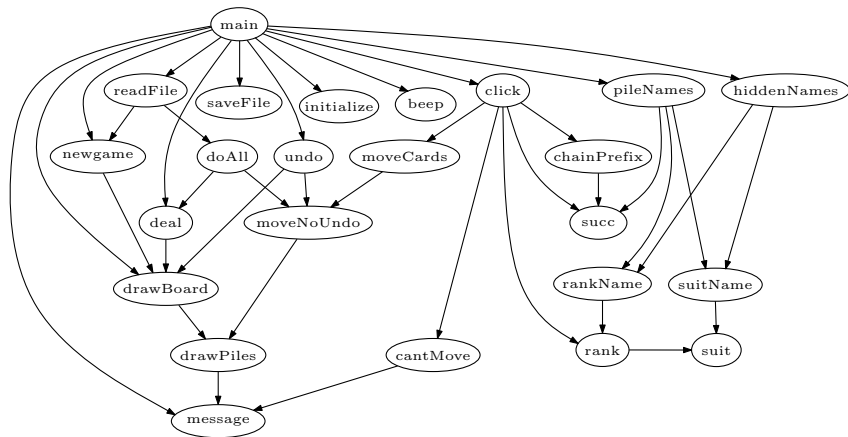 main
readFile
saveFile
initialize
beep
click
pileNames
hiddenNames
newgame
doAll
undo
moveCards
chainPrefix
deal
moveNoUndo
succ
drawBoard
rankName
suitName
drawPiles
cantMove
rank
suit
message